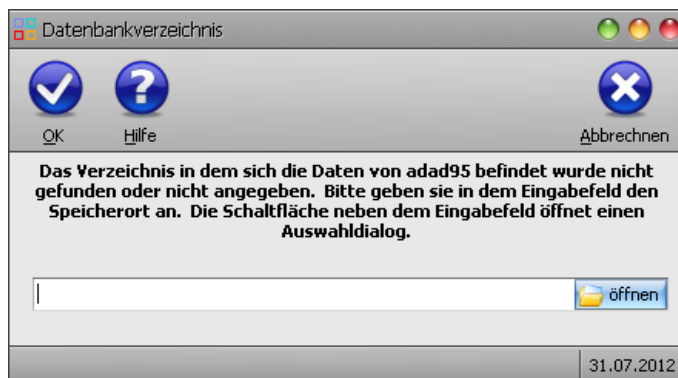 Datenbankverzeichnis
OK
Hilfe
Abbrechnen
Das Verzeichnis in dem sich die Daten von adad95 befindet wurde nicht
gefunden oder nicht angegeben. Bitte geben sie in dem Eingabefeld den
Speicherort an. Die Schaltfläche neben dem Eingabefeld öffnet einen
Auswahldialog.
öffnen
31.07.2012